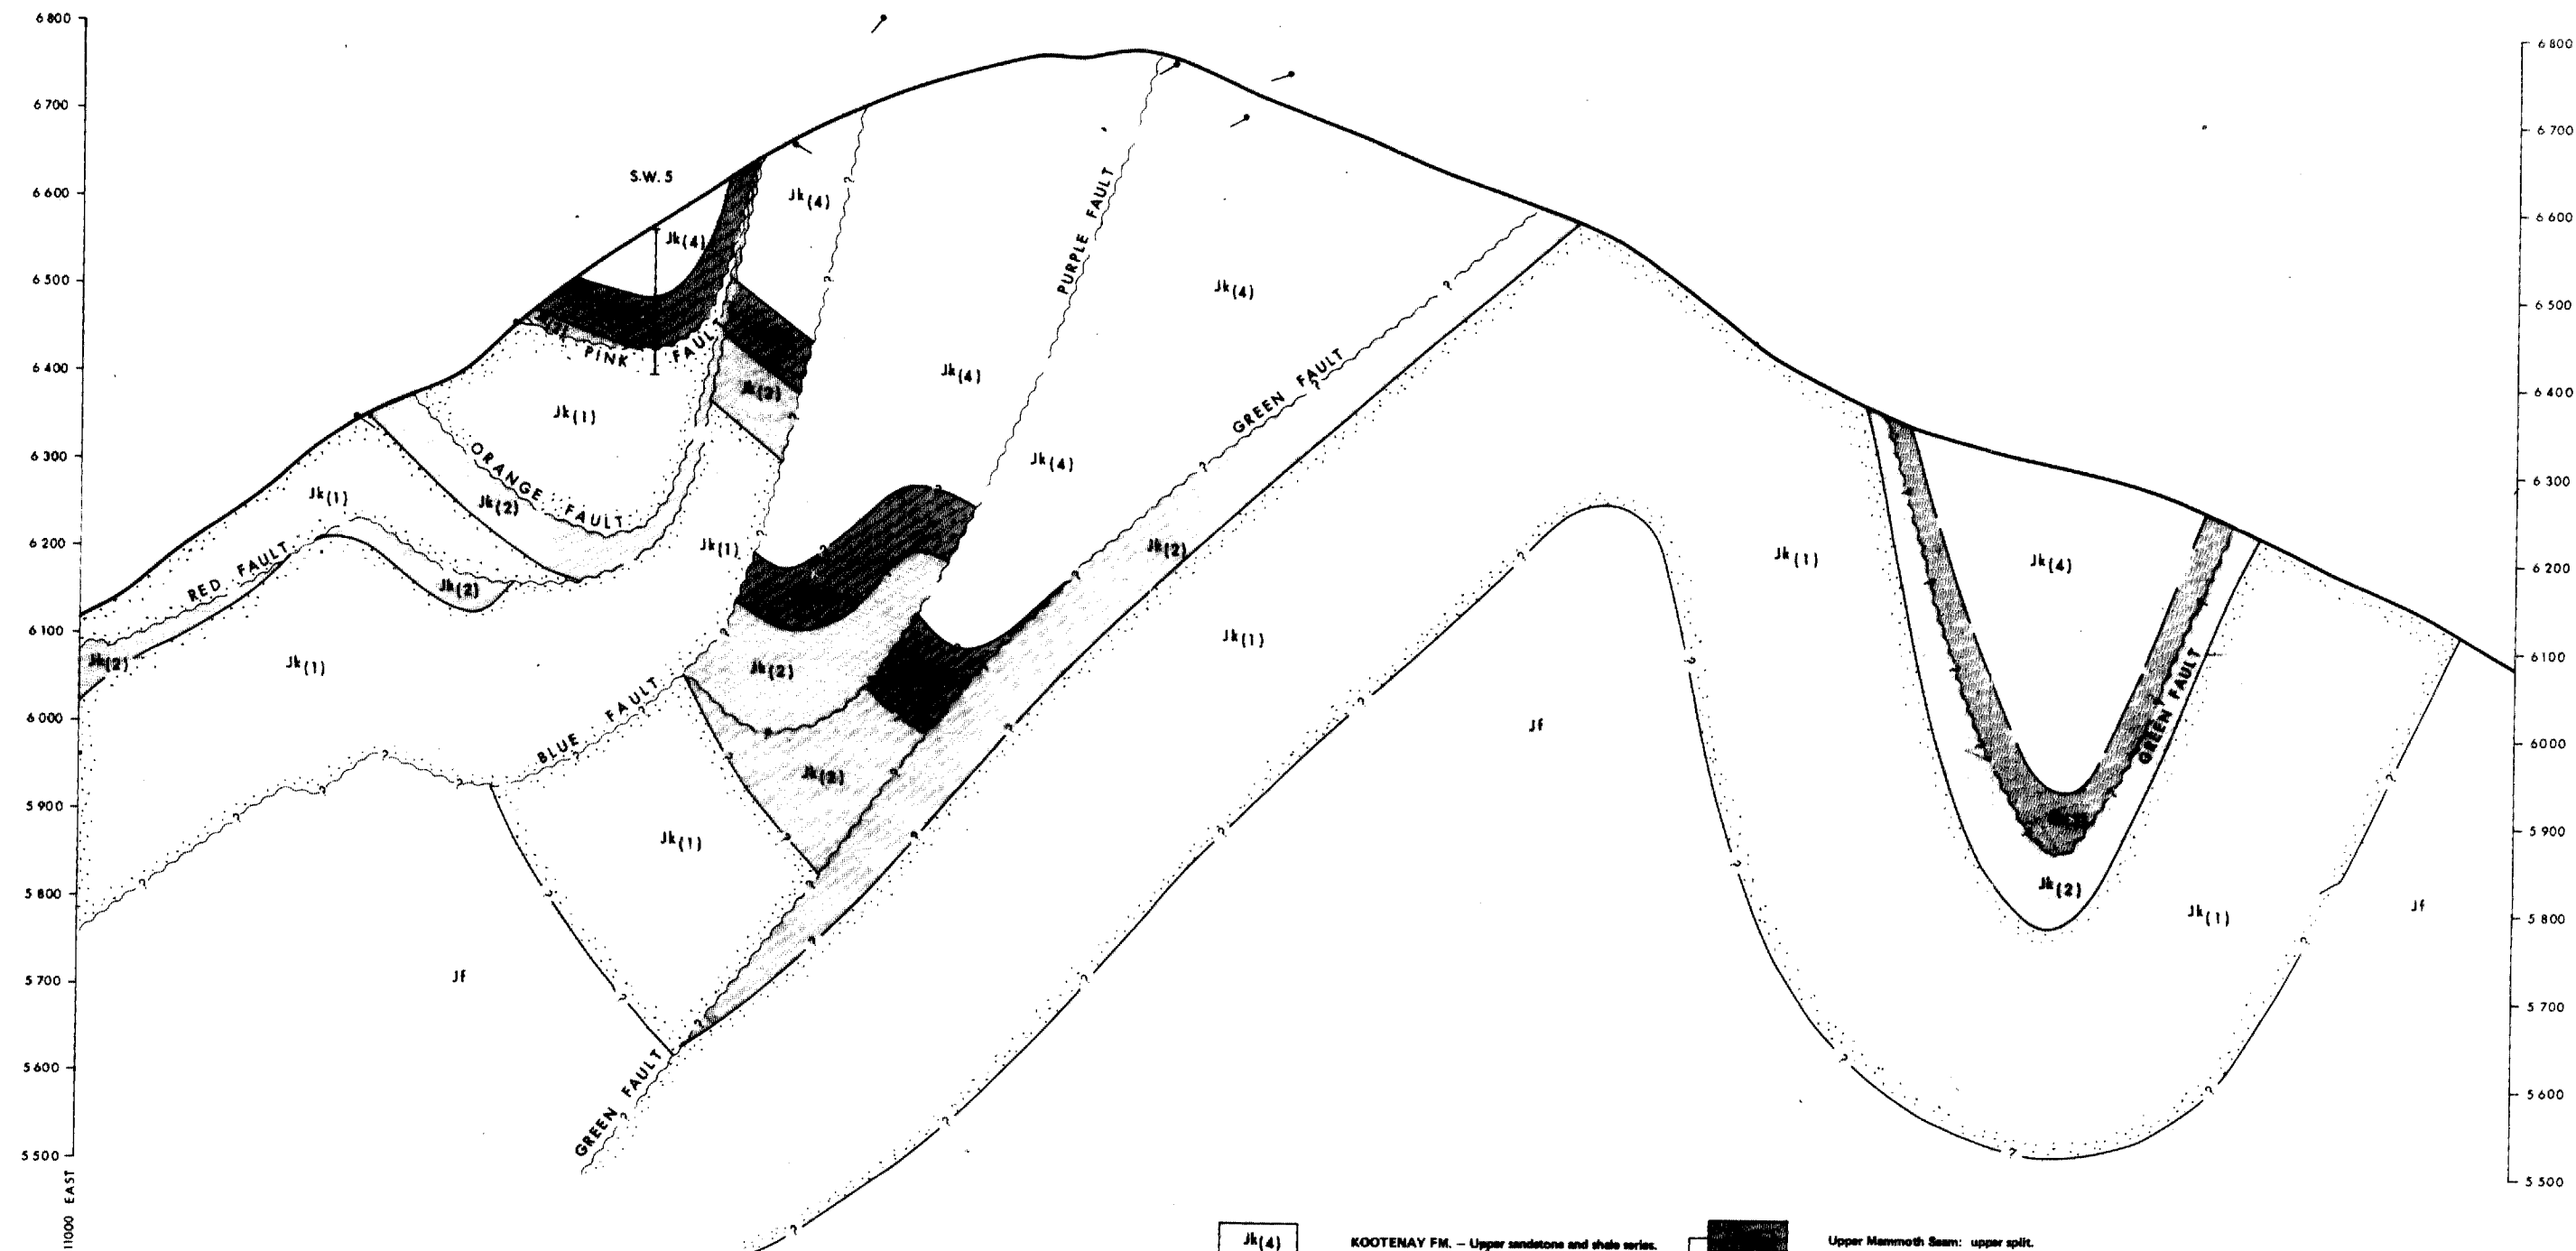 6 800
6 800
6 700
6 700
S.W. 5
6 600
Jk(4)
6 600
PURPLE FAULT
Jk(4)
6 500
Jk(4)
6 500
PINK FAULT
GREEN FAULT
6 400
Jk(2)
Jk(4)
6 400
Jk(1)
6 300
ORANGE FAULT
Jk(4)
6 300
Jk(1)
Jk(2)
6 200
RED FAULT
Jk(1)
Jk(2)
Jk(1)
Jk(4)
6 200
Jk(2)
6 100
Jk(2)
Jk(1)
Jk(2)
Jk(1)
GREEN FAULT
6 100
6 000
BLUE FAULT
Jf
6 000
Jk(2)
5 900
Jk(1)
5 900
5 800
Jk(2)
Jk(1)
Jf
5 800
5 700
Jf
5 700
5 600
GREEN FAULT
5 600
5 500
5 500
11000 EAST
Jk(4)
KOOTENAY FM. – Upper sandstone and shale series.
Upper Mammoth Seam: upper split.